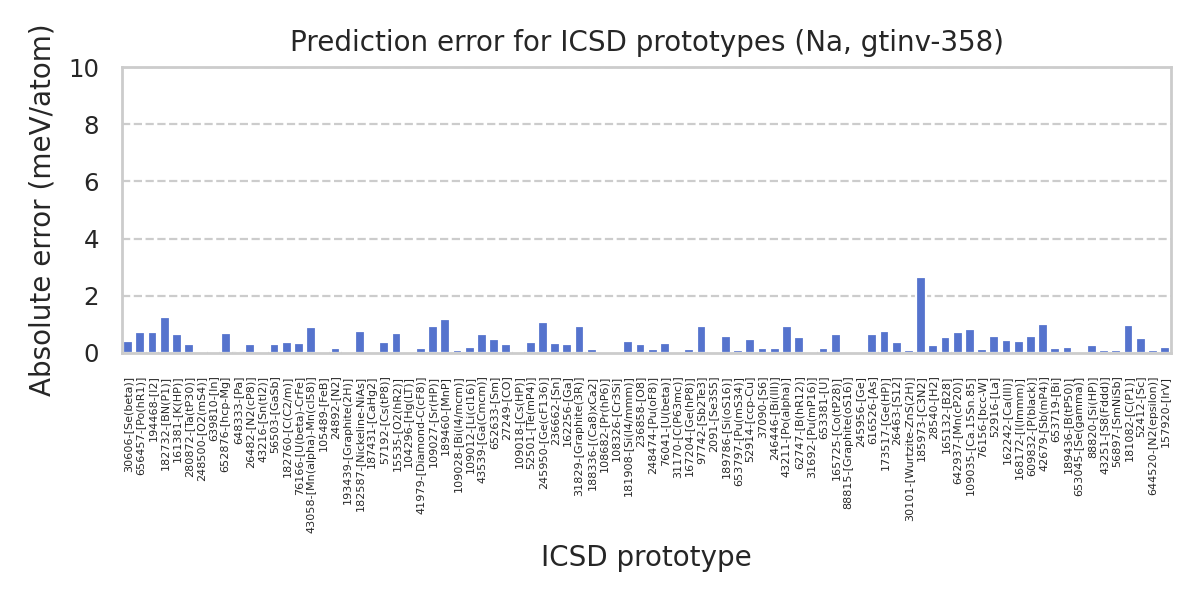 Prediction error for ICSD prototypes (Na, gtinv-358)
Absolute error (meV/atom)
10
8
6
4
2
0
306066-[Se(beta)]
656457-[Po(hR1)]
194468-[I2]
182732-[BN(P1)]
161381-[K(HP)]
280872-[Ta(tP30)]
248500-[O2(mS4)]
639810-[In]
652876-[hcp-Mg]
64833-[Pa]
26482-[N2(cP8)]
43216-[Sn(tI2)]
56503-[GaSb]
182760-[C(C2/m)]
76166-[U(beta)-CrFe]
43058-[Mn(alpha)-Mn(cI58)]
105489-[FeB]
24892-[N2]
193439-[Graphite(2H)]
182587-[Nickeline-NiAs]
187431-[CaHg2]
57192-[Cs(tP8)]
15535-[O2(hR2)]
104296-[Hg(LT)]
41979-[Diamond-C(cF8)]
109027-[Sr(HP)]
189460-[MnP]
109028-[Bi(I4/mcm)]
109012-[Li(cI16)]
43539-[Ga(Cmcm)]
652633-[Sm]
27249-[CO]
109018-[Cs(HP)]
52501-[Te(mP4)]
245950-[Ge(cF136)]
236662-[Sn]
162256-[Ga]
31829-[Graphite(3R)]
188336-[(Ca8)xCa2]
108682-[Pr(hP6)]
108326-[Cr3Si]
181908-[Si(I4/mmm)]
236858-[O8]
248474-[Pu(oF8)]
76041-[U(beta)]
31170-[C(P63mc)]
167204-[Ge(hP8)]
97742-[Sb2Te3]
2091-[Se3S5]
189786-[Si(oS16)]
653797-[Pu(mS34)]
52914-[ccp-Cu]
37090-[S6]
246446-[Bi(III)]
43211-[Po(alpha)]
62747-[B(hR12)]
31692-[Pu(mP16)]
653381-[U]
165725-[Co(tP28)]
88815-[Graphite(oS16)]
245956-[Ge]
616526-[As]
173517-[Ge(HP)]
26463-[S12]
30101-[Wurtzite-ZnS(2H)]
185973-[C3N2]
28540-[H2]
165132-[B28]
642937-[Mn(cP20)]
109035-[Ca.15Sn.85]
76156-[bcc-W]
52916-[La]
162242-[Ca(III)]
168172-[I(Immm)]
609832-[P(black)]
42679-[Sb(mP4)]
653719-[Bi]
189436-[B(tP50)]
653045-[Se(gamma)]
88820-[Si(HP)]
43251-[S8(Fddd)]
56897-[SmNiSb]
181082-[C(P1)]
52412-[Sc]
644520-[N2(epsilon)]
157920-[IrV]
ICSD prototype